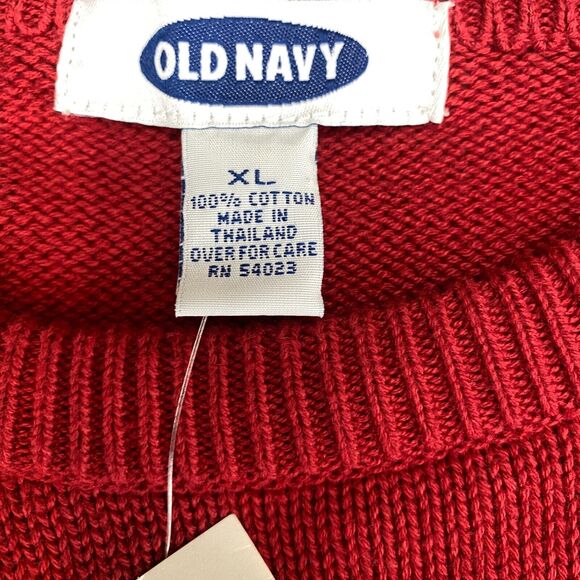 OLD NAVY
XL
100% COTTON
MADE IN
THAILAND
OVER FOR CARE
RN 54023